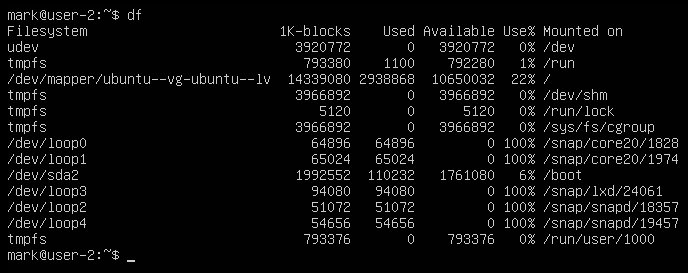 mark@user-2:~$ df
Filesystem                        1K-blocks    Used Available Use% Mounted on
udev                                3920772       0   3920772   0% /dev
tmpfs                                793380    1100    792280   1% /run
/dev/mapper/ubuntu--vg-ubuntu--lv  14339080 2938868  10650032  22% /
tmpfs                               3966892       0   3966892   0% /dev/shm
tmpfs                                  5120       0      5120   0% /run/lock
tmpfs                               3966892       0   3966892   0% /sys/fs/cgroup
/dev/loop0                            64896   64896         0 100% /snap/core20/1828
/dev/loop1                            65024   65024         0 100% /snap/core20/1974
/dev/sda2                           1992552  110232   1761080   6% /boot
/dev/loop3                            94080   94080         0 100% /snap/lxd/24061
/dev/loop2                            51072   51072         0 100% /snap/snapd/18357
/dev/loop4                            54656   54656         0 100% /snap/snapd/19457
tmpfs                                793376       0    793376   0% /run/user/1000
mark@user-2:~$ _